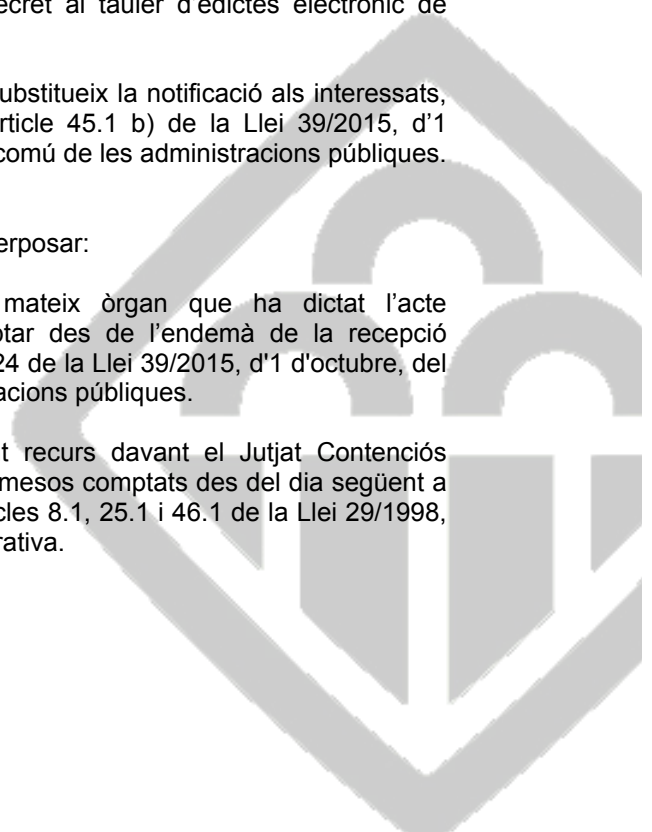 ecret al tauler d'edictes electrònic de
ubstitueix la notificació als interessats,
rticle 45.1 b) de la Llei 39/2015, d'1
comú de les administracions públiques.
erposar:
mateix òrgan que ha dictat l'acte
ptar des de l'endemà de la recepció
24 de la Llei 39/2015, d'1 d'octubre, del
acions públiques.
t recurs davant el Jutjat Contenciós
mesos comptats des del dia següent a
cles 8.1, 25.1 i 46.1 de la Llei 29/1998,
rativa.